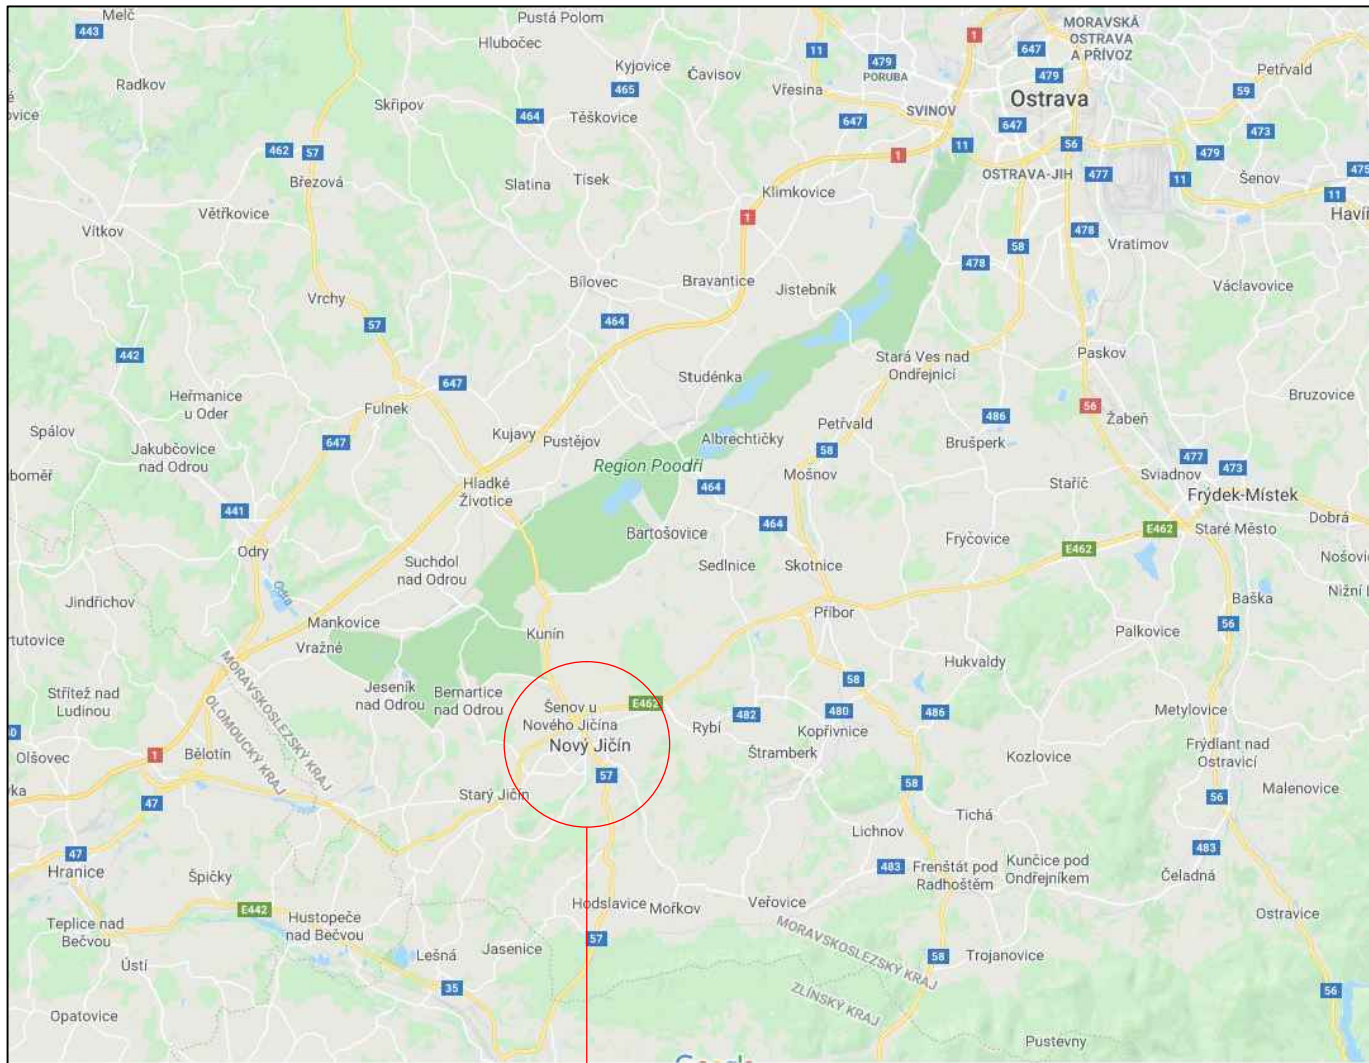 Melč
443
Pustá Polom
Hlubočec
MORAVSKÁ
OSTRAVA
A PŘÍVOZ
1
647
11
479
PORUBA
479
Petřvald
Radkov
Kyjovice
Čavisov
465
Vřesina
Ostrava
59
Skřipov
464
Těškovice
SVINOV
647
647
473
462
57
1
11
56
479
Březová
Slatina
Tísek
Klimkovice
OSTRAVA-JIH
477
11
Šenov
475
11
Větřkovice
Vítkov
1
58
478
478
Vratimov
Bílovec
Bravantice
Jistebník
Václavovice
Vrchy
57
464
442
Stará Ves nad
Ondřejnicí
Paskov
647
Studénka
Heřmanice
u Oder
Fulnek
56
Bruzovice
486
Žabeň
Spálov
647
Kujavy
Pustějov
Albrechtičky
Petřvald
Brušperk
Jakubčovice
nad Odrou
58
477
473
Region Poodří
Mošnov
Sviadnov
Hladké
Životice
464
Staříč
Frýdek-Místek
441
464
E462
Staré Město
Dobrá
Bartošovice
Fryčovice
E462
Odry
Suchdol
nad Odrou
Sedlnice
Skotnice
Odra
Baška
Jindřichov
Příbor
Mankovice
Kunín
56
Palkovice
Vražné
MORAVSKOSLEZSKÝ KRAJ
OLOMOUCKÝ KRAJ
Hukvaldy
58
Střítež nad
Ludinou
Jeseník
nad Odrou
Bernartice
nad Odrou
Šenov u
Nového Jičína
E462
482
480
486
Metylovice
Rybí
Kopřivnice
Olšovec
1
Bělotín
Nový Jičín
Štramberk
Kozlovice
Frýdlant nad
Ostravicí
57
58
Starý Jičín
47
56
Malenovice
Tichá
Lichnov
47
483
483
Hranice
Špičky
Frenštát pod
Radhoštěm
Kunčice pod
Ondřejníkem
Čeladná
E442
Hodslavice
Mořkov
Veřovice
Ostravice
Teplice nad
Bečvou
Hustopeče
nad Bečvou
57
MORAVSKOSLEZSKÝ KRAJ
ZLÍNSKÝ KRAJ
Lešná
Jasenice
58
Trojanovice
Ústí
35
56
Opatovice
Pustevny